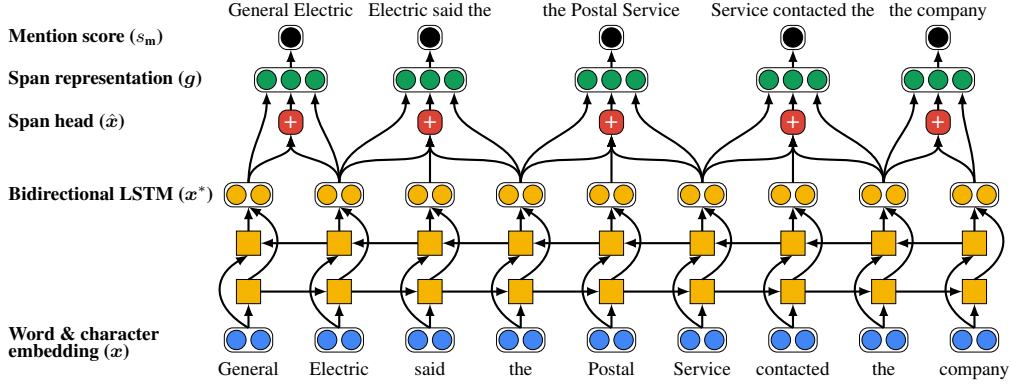 General Electric Electric said the the Postal Service Service contacted the the company
Mention score (sₘ)
Span representation (g)
+ + + + +
Span head (x̂)
Bidirectional LSTM (x*)
Word & character
embedding (x)
General Electric said the Postal Service contacted the company